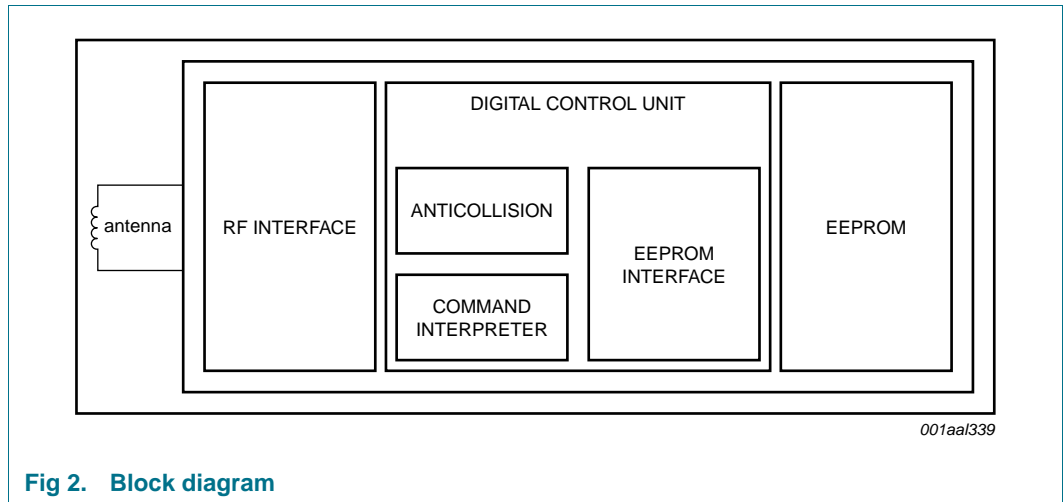 DIGITAL CONTROL UNIT
antenna
RF INTERFACE
ANTICOLLISION
COMMAND
INTERPRETER
EEPROM
INTERFACE
EEPROM
001aal339
Fig 2. Block diagram